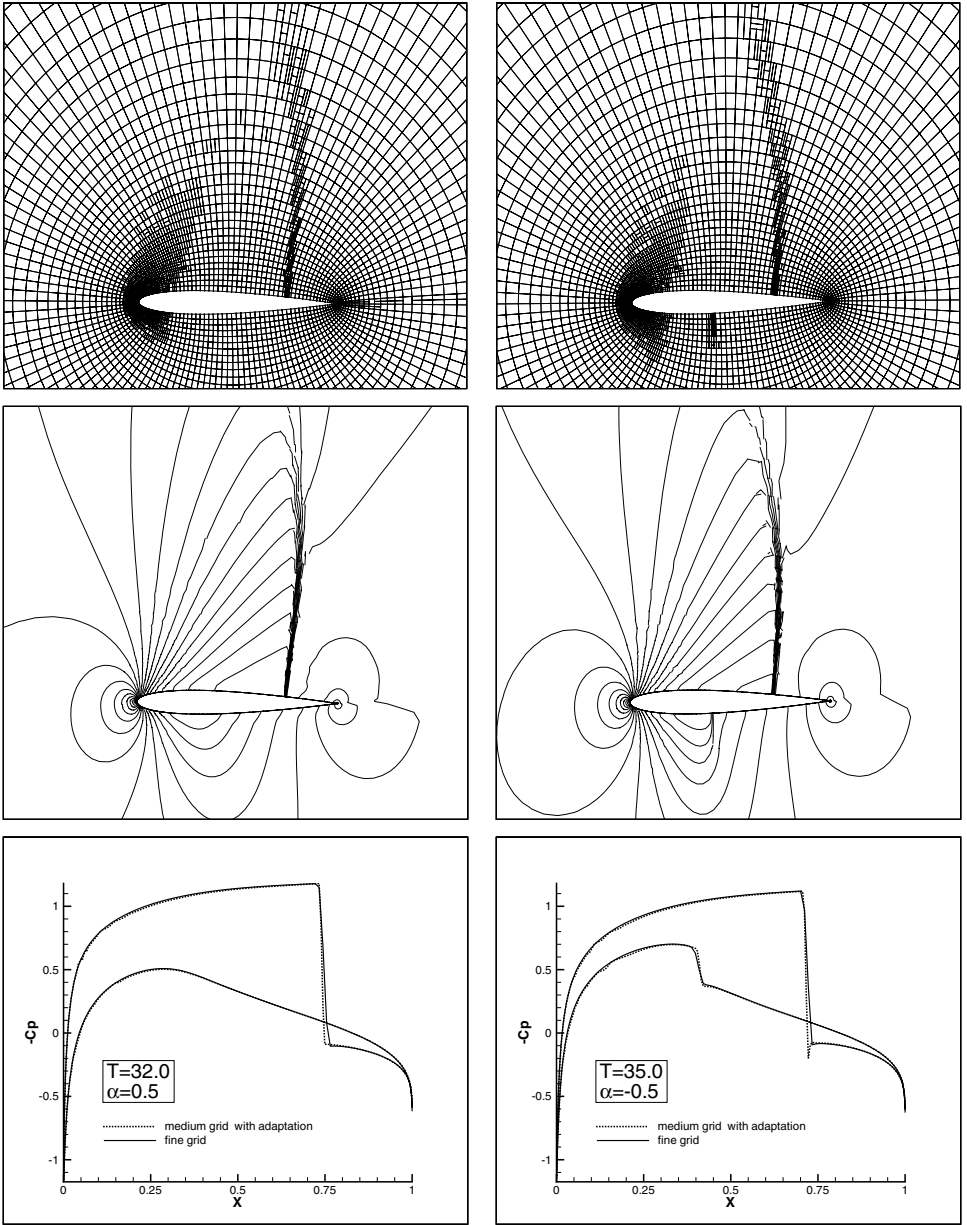 1
0.5
0
-0.5
-1
-Cp
T=32.0
α=0.5
medium grid with adaptation
fine grid
0
0.25
0.5
0.75
1
X
1
0.5
0
-0.5
-1
-Cp
T=35.0
α=-0.5
medium grid with adaptation
fine grid
0
0.25
0.5
0.75
1
X